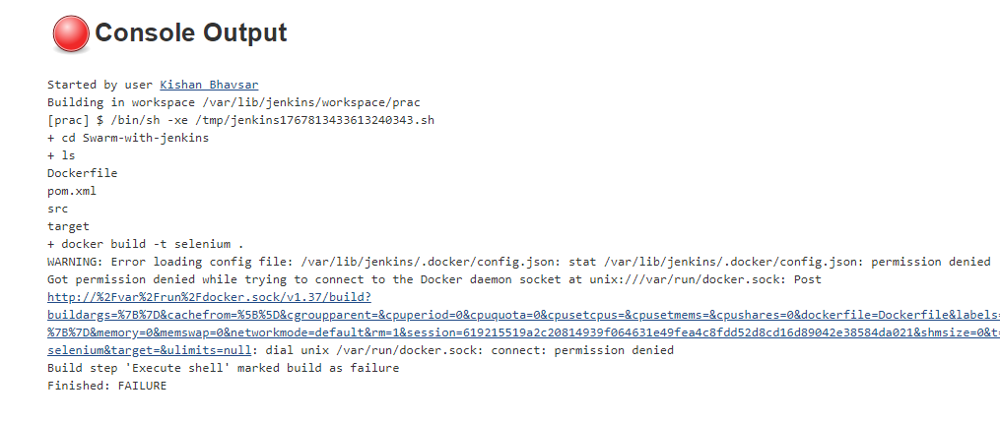 Console Output
Started by user Kishan Bhavsar
Building in workspace /var/lib/jenkins/workspace/prac
[prac] $ /bin/sh -xe /tmp/jenkins1767813433613240343.sh
+ cd Swarm-with-jenkins
+ ls
Dockerfile
pom.xml
src
target
+ docker build -t selenium .
WARNING: Error loading config file: /var/lib/jenkins/.docker/config.json: stat /var/lib/jenkins/.docker/config.json: permission denied
Got permission denied while trying to connect to the Docker daemon socket at unix:///var/run/docker.sock: Post
http://%2Fvar%2Frun%2Fdocker.sock/v1.37/build?
buildargs=%7B%7D&cachefrom=%5B%5D&cgroupparent=&cpuperiod=0&cpuquota=0&cpusetcpus=&cpusetmems=&cpushares=0&dockerfile=Dockerfile&labels=
%7B%7D&memory=0&memswap=0&networkmode=default&rm=1&session=619215519a2c20814939f064631e49fea4c8fdd52d8cd16d89042e38584da021&shmsize=0&t=
selenium&target=&ulimits=null: dial unix /var/run/docker.sock: connect: permission denied
Build step 'Execute shell' marked build as failure
Finished: FAILURE